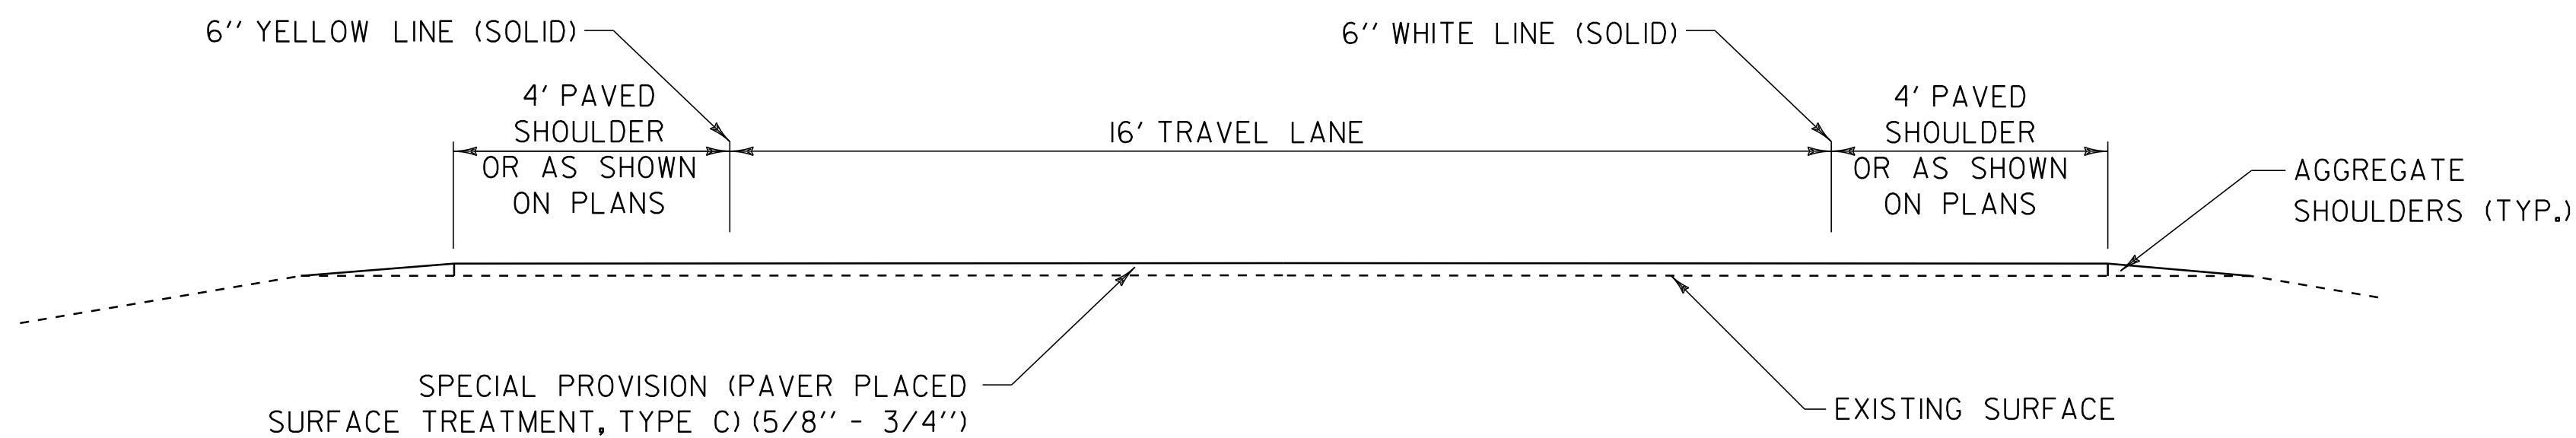 6'' YELLOW LINE (SOLID)
6'' WHITE LINE (SOLID)
4' PAVED
SHOULDER
OR AS SHOWN
ON PLANS
16' TRAVEL LANE
4' PAVED
SHOULDER
OR AS SHOWN
ON PLANS
AGGREGATE
SHOULDERS (TYP.)
SPECIAL PROVISION (PAVER PLACED
SURFACE TREATMENT, TYPE C) (5/8'' - 3/4'')
EXISTING SURFACE